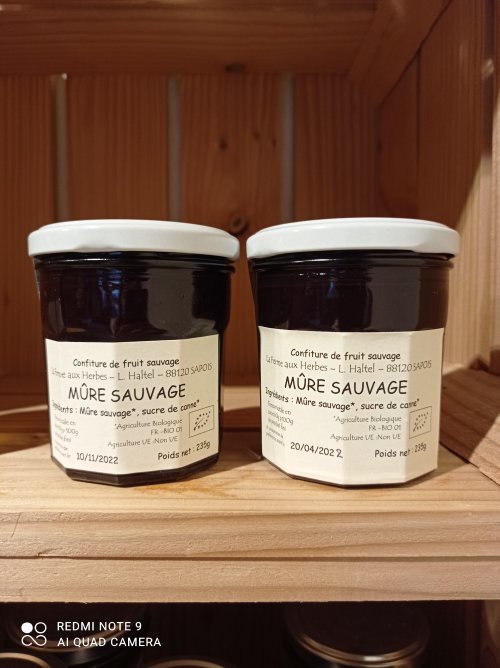 Confiture de fruit sauvage
La Ferme aux Herbes - L. Haltel - 88120 SAPOIS
MÛRE SAUVAGE
Ingrédients : Mûre sauvage*, sucre de canne*
*Agriculture Biologique
FR-BIO 01
Agriculture UE :Non UE
10/11/2022
Poids net : 235g
Confiture de fruit sauvage
La Ferme aux Herbes - L. Haltel - 88120 SAPOIS
MÛRE SAUVAGE
Ingrédients : Mûre sauvage*, sucre de canne*
*Agriculture Biologique
FR-BIO 01
Agriculture UE :Non UE
20/04/2022
Poids net : 235g
REDMI NOTE 9
AI QUAD CAMERA